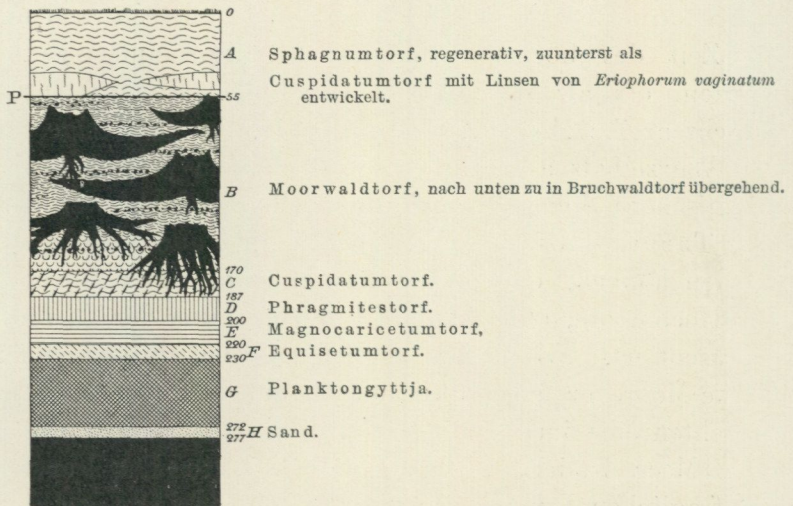 0
A Sphagnumtorf, regenerativ, zuunterst als
Cuspidatumtorf mit Linsen von Eriophorum vaginatum
P 55 entwickelt.
B Moorwaldtorf, nach unten zu in Bruchwaldtorf übergehend.
170
C Cuspidatumtorf.
187
D Phragmitestorf.
200
E Magnocaricetumtorf,
220
F Equisetumtorf.
230
G Planktongyttja.
272
H Sand.
277